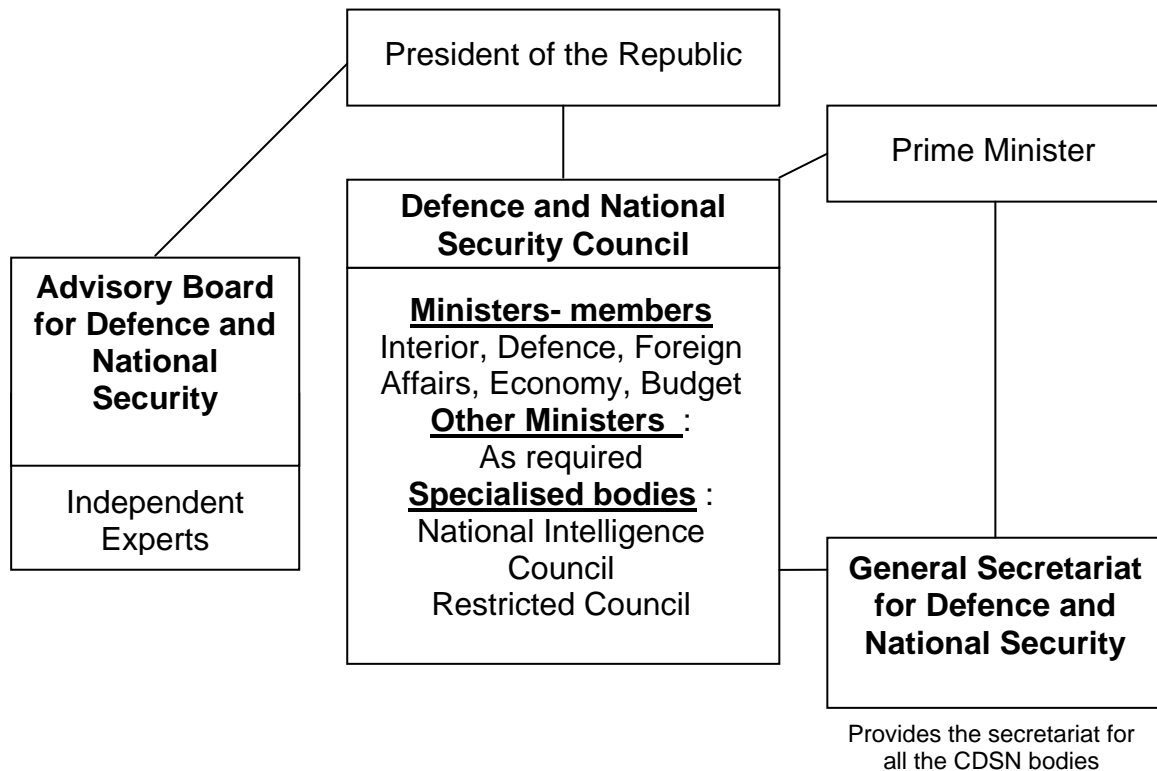 President of the Republic
Prime Minister
Defence and National
Security Council
Ministers- members
Interior, Defence, Foreign
Affairs, Economy, Budget
Other Ministers :
As required
Specialised bodies :
National Intelligence
Council
Restricted Council
Advisory Board
for Defence and
National
Security
Independent
Experts
General Secretariat
for Defence and
National Security
Provides the secretariat for
all the CDSN bodies